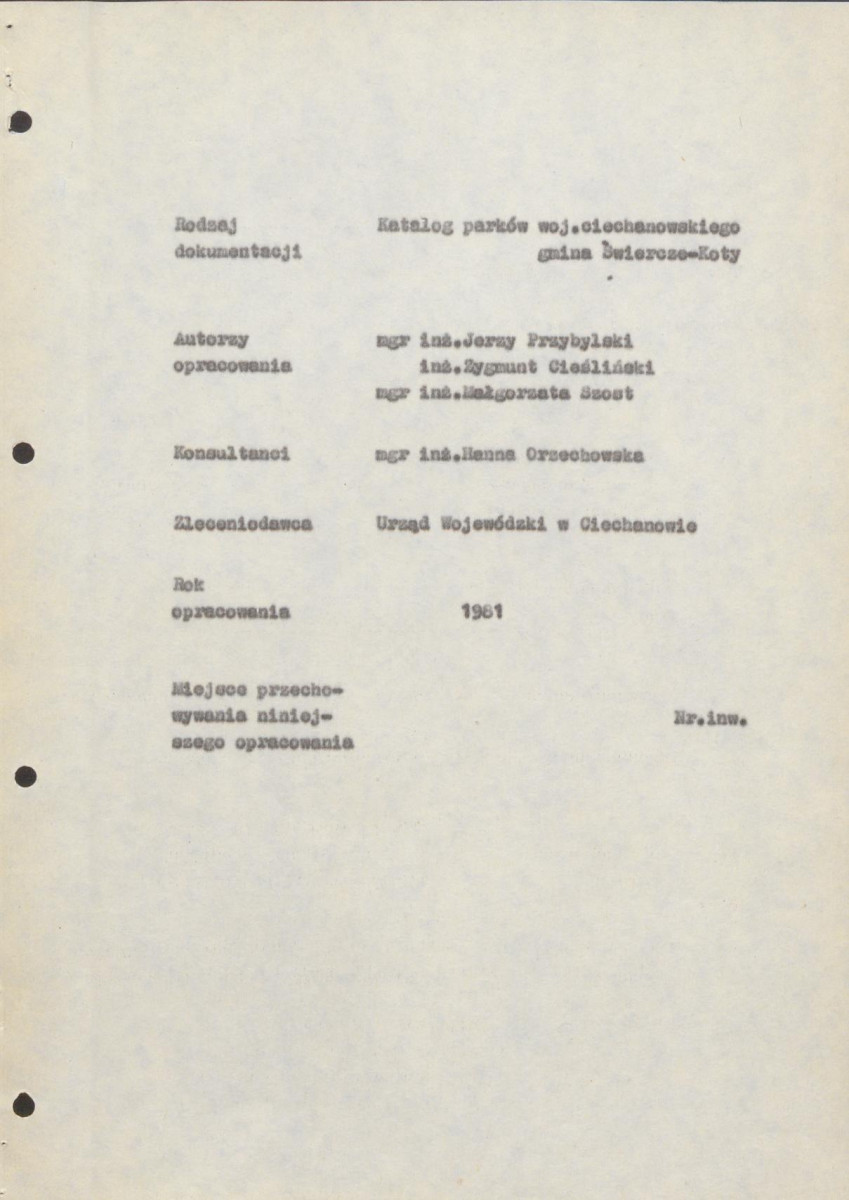 Rodzaj Katalog parków woj.ciechanowskiego
dokumentacji gmina Świercze-Koty
Autorzy mgr inż.Jerzy Przybylski
opracowania inż.Zygmunt Cieśliński
mgr inż.Małgorzata Szost
Konsultanci mgr inż.Hanna Orzechowska
Zleceniodawca Urząd Wojewódzki w Ciechanowie
Rok
opracowania 1981
Miejsce przecho-
wywania niniej- Nr.inw.
szego opracowania